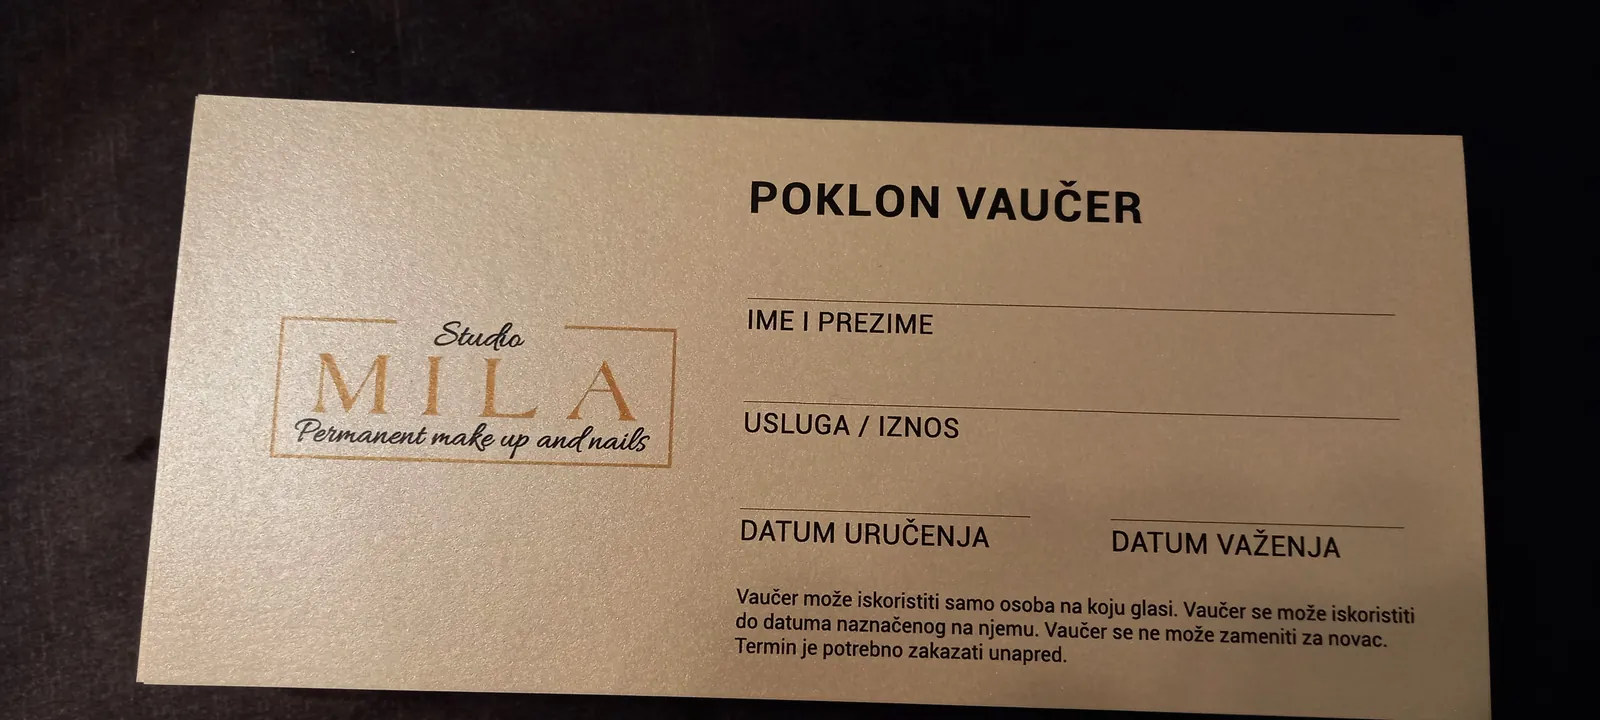 Studio
MILA
Permanent make up and nails
POKLON VAUČER
IME I PREZIME
USLUGA / IZNOS
DATUM URUČENJA
DATUM VAŽENJA
Vaučer može iskoristiti samo osoba na koju glasi. Vaučer se može iskoristiti
do datuma naznačenog na njemu. Vaučer se ne može zameniti za novac.
Termin je potrebno zakazati unapred.